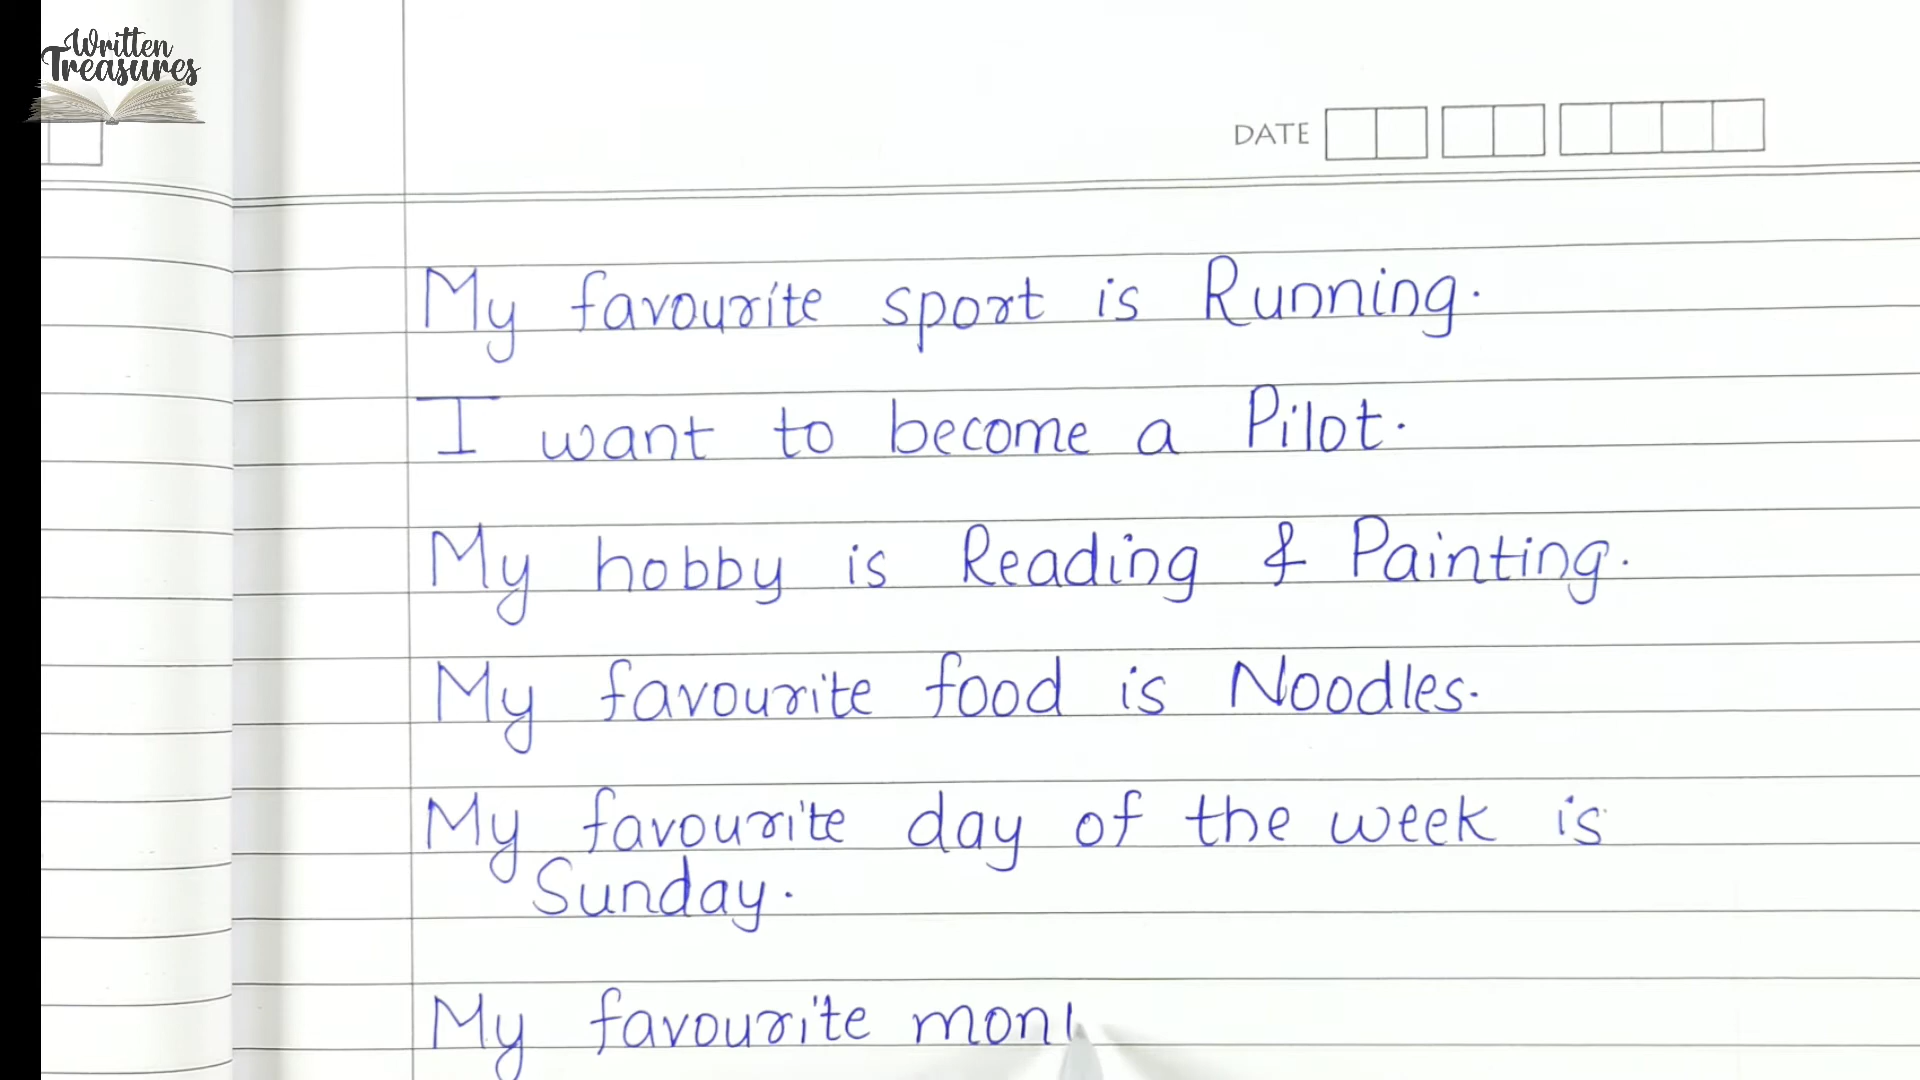 Written
Treasures
DATE
My favourite sport is Running.
I want to become a Pilot.
My hobby is Reading & Painting.
My favourite food is Noodles.
My favourite day of the week is
Sunday.
My favourite